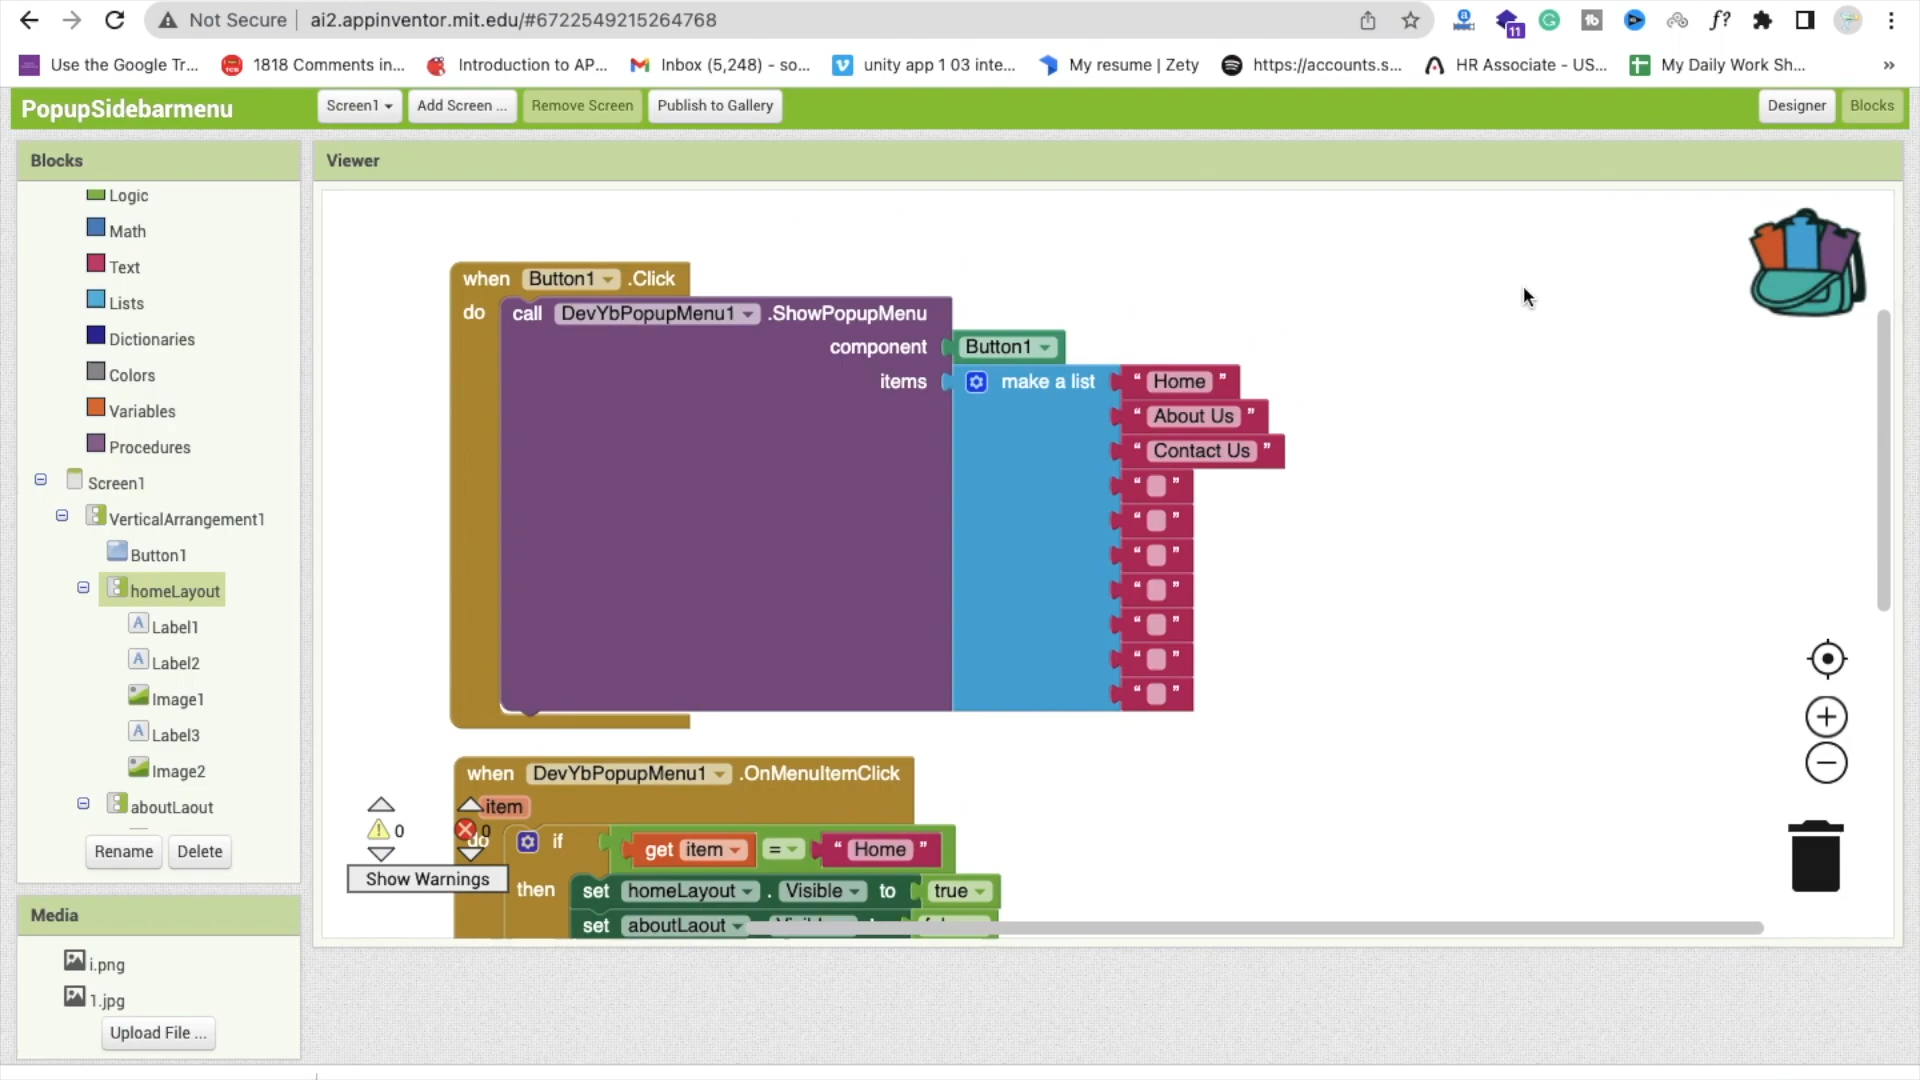 Not Secure ai2.appinventor.mit.edu/#6722549215264768
11
f?
Use the Google Tr... 1818 Comments in... Introduction to AP... Inbox (5,248) - so... unity app 1 03 inte... My resume | Zety https://accounts.s... HR Associate - US... My Daily Work Sh... »
PopupSidebarmenu Screen1 Add Screen ... Remove Screen Publish to Gallery Designer Blocks
Blocks
Viewer
Logic
Math
Text
Lists
Dictionaries
Colors
Variables
Procedures
Screen1
VerticalArrangement1
Button1
homeLayout
Label1
Label2
Image1
Label3
Image2
aboutLaout
Rename Delete
Media
i.png
1.jpg
Upload File ...
when Button1 .Click
do call DevYbPopupMenu1 .ShowPopupMenu
component Button1
items make a list “ Home ”
“ About Us ”
“ Contact Us ”
“ ”
“ ”
“ ”
“ ”
“ ”
“ ”
“ ”
when DevYbPopupMenu1 .OnMenuItemClick
item
do if get item = “ Home ”
then set homeLayout . Visible to true
set aboutLaout
0 0
Show Warnings